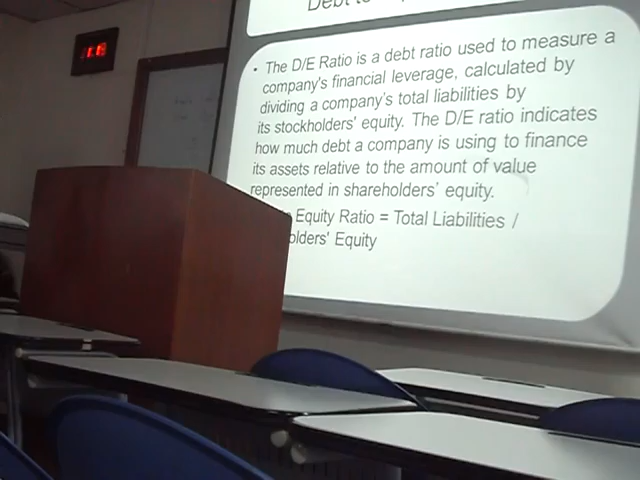 Debt to
• The D/E Ratio is a debt ratio used to measure a
company's financial leverage, calculated by
dividing a company's total liabilities by
its stockholders' equity. The D/E ratio indicates
how much debt a company is using to finance
its assets relative to the amount of value
represented in shareholders' equity.
Equity Ratio = Total Liabilities /
olders' Equity